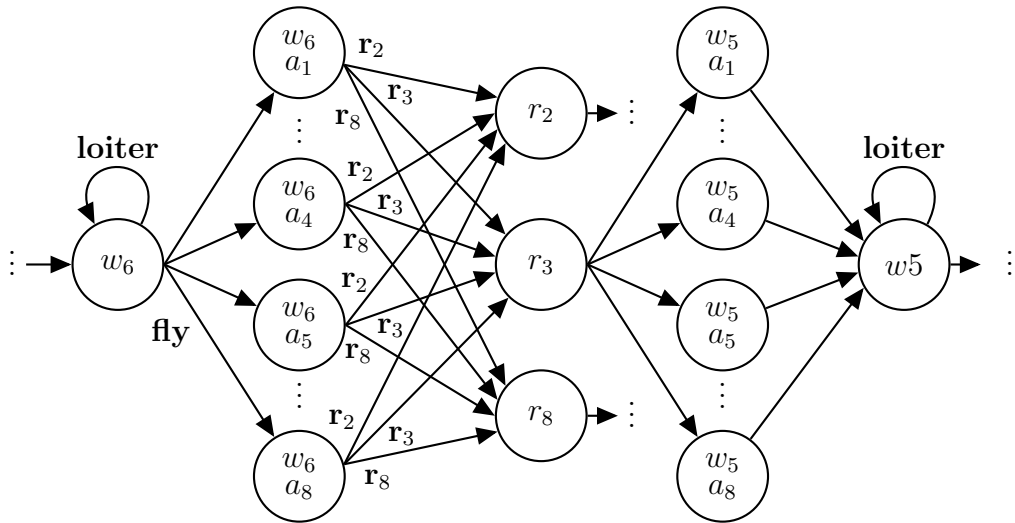 w₆
a₁
w₅
a₁
r₂
r₃
r₈
r₂
⋮
⋮
⋮
loiter
loiter
w₆
a₄
r₂
r₃
r₈
w₅
a₄
⋮
w₆
r₃
w5
⋮
fly
w₆
a₅
r₂
r₃
r₈
w₅
a₅
⋮
⋮
r₈
⋮
w₆
a₈
r₂
r₃
r₈
w₅
a₈